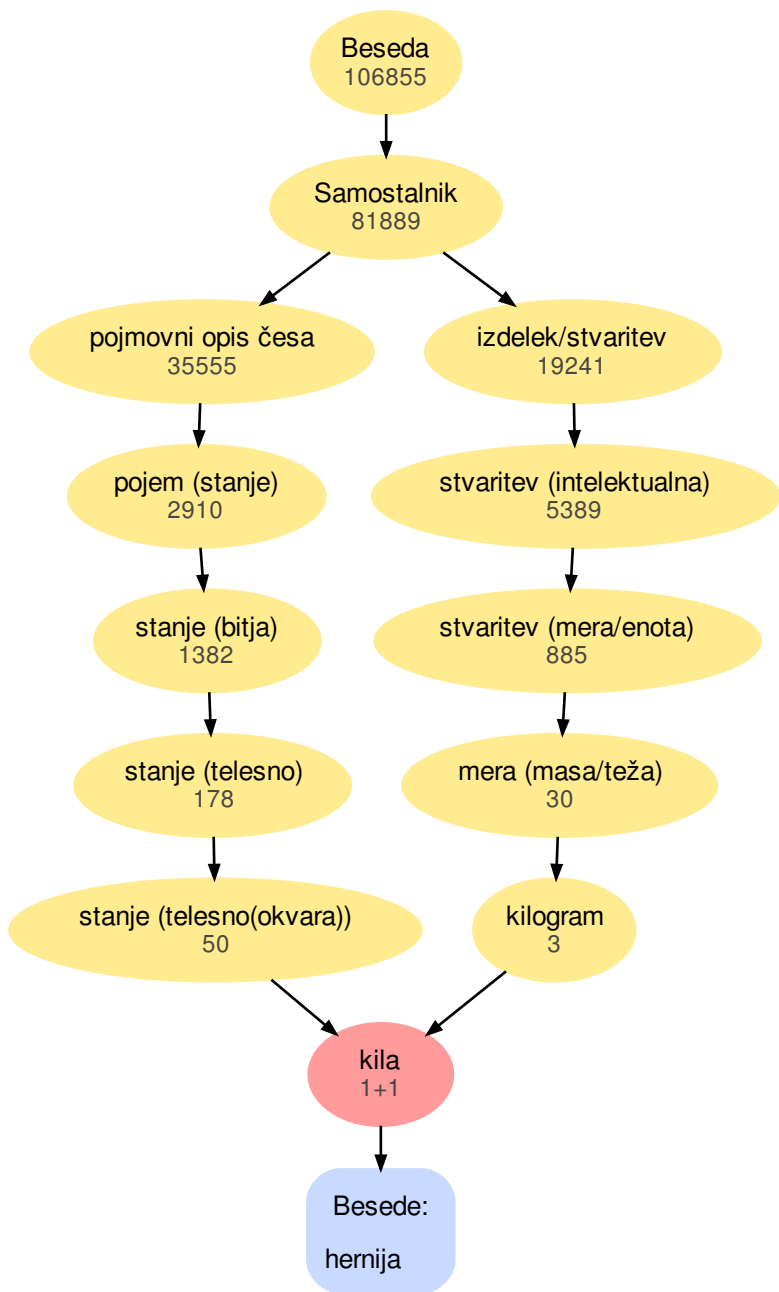 Beseda
106855
Samostalnik
81889
pojmovni opis česa
35555
izdelek/stvaritev
19241
pojem (stanje)
2910
stvaritev (intelektualna)
5389
stanje (bitja)
1382
stvaritev (mera/enota)
885
stanje (telesno)
178
mera (masa/teža)
30
stanje (telesno(okvara))
50
kilogram
3
kila
1+1
Besede:
hernija